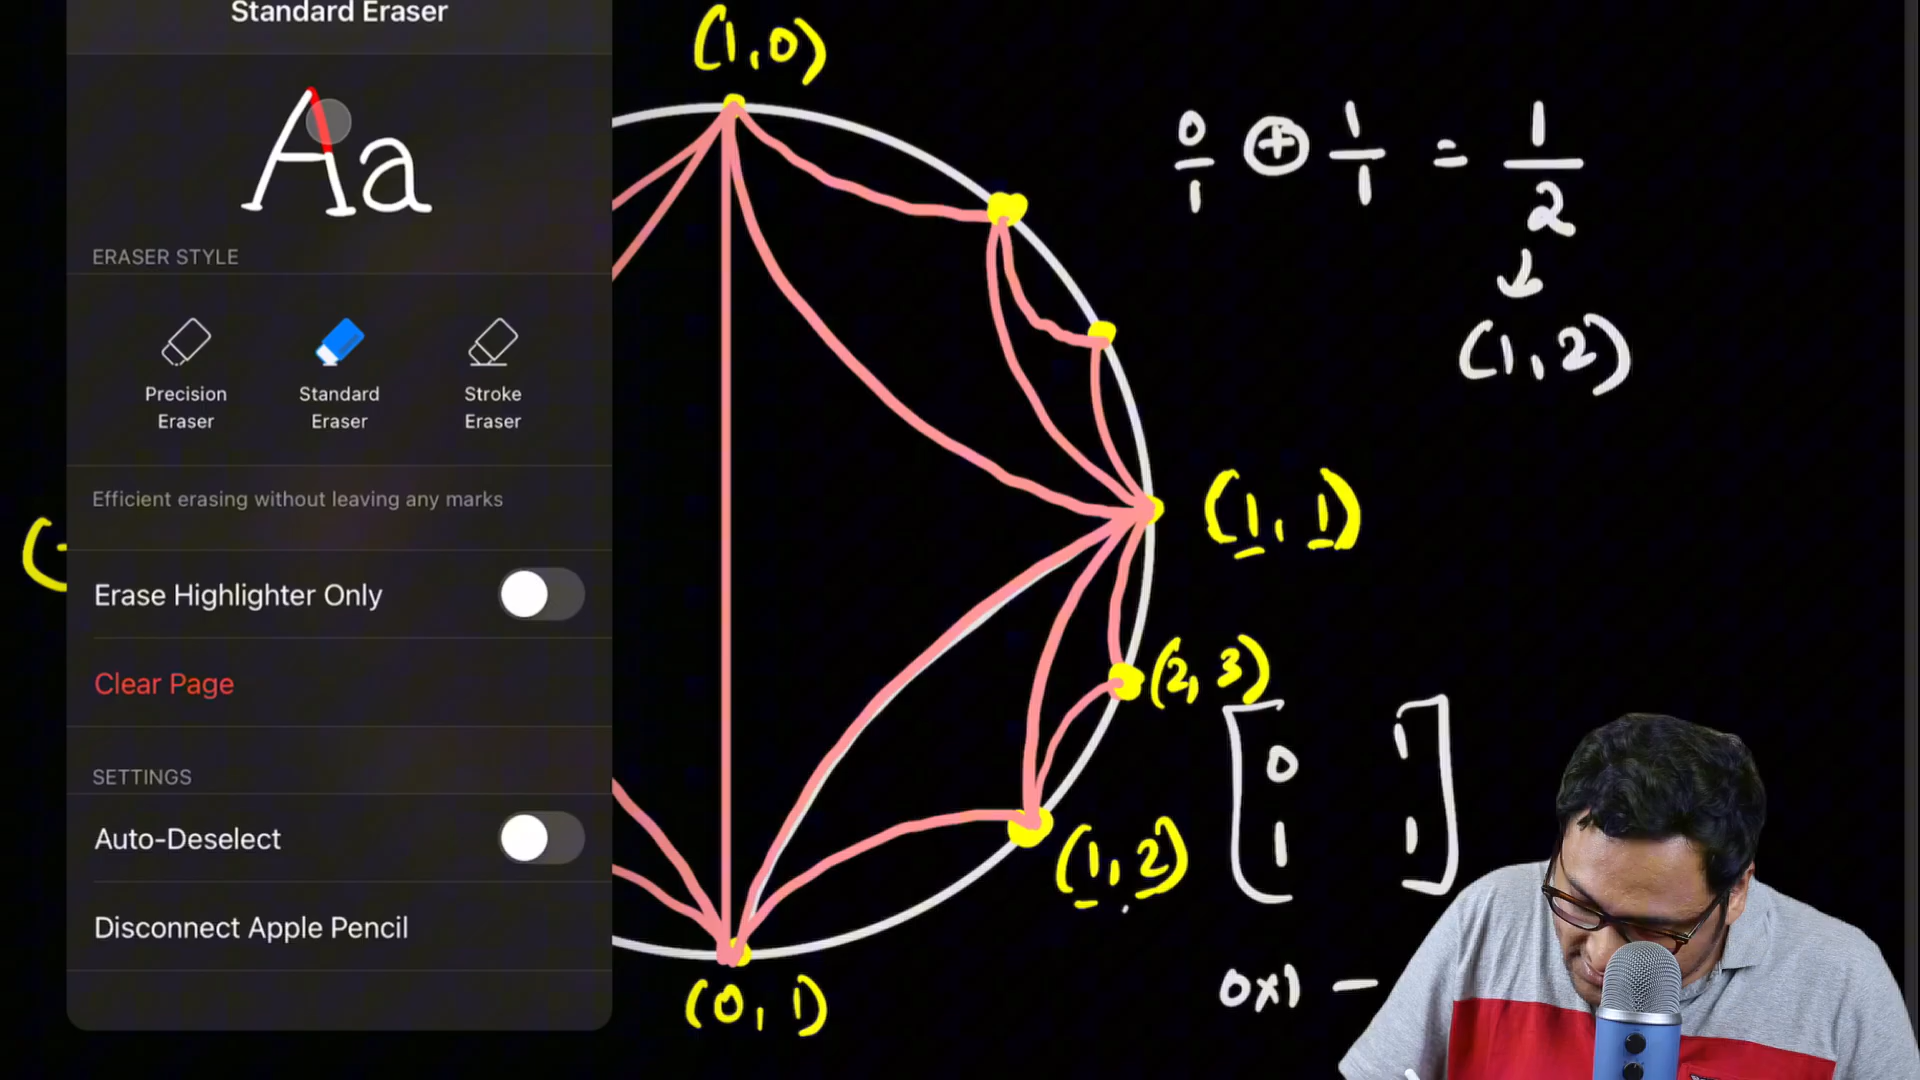 Standard Eraser
Aa
ERASER STYLE
Precision Eraser
Standard Eraser
Stroke Eraser
Efficient erasing without leaving any marks
Erase Highlighter Only
Clear Page
SETTINGS
Auto-Deselect
Disconnect Apple Pencil
(1,0)
(1,1)
(2,3)
(1,2)
(0,1)
0/1 ⊕ 1/1 = 1/2
↓
(1,2)
[0 1
1 1]
0x1 −
(-